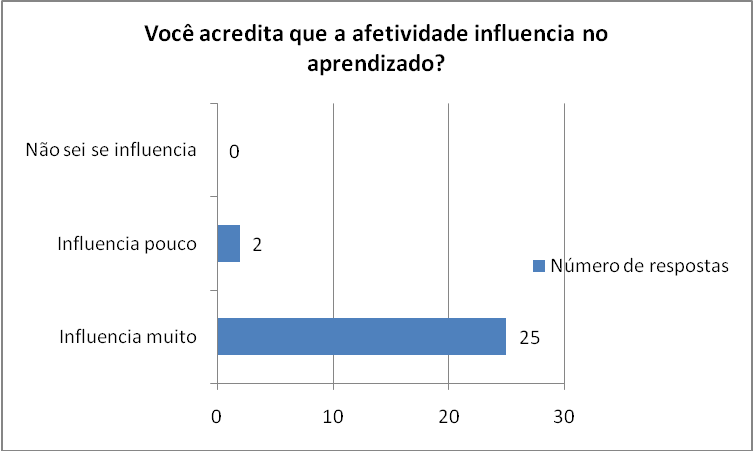 Você acredita que a afetividade influencia no
aprendizado?
Não sei se influencia
0
Influencia pouco
2
Número de respostas
Influencia muito
25
0
10
20
30